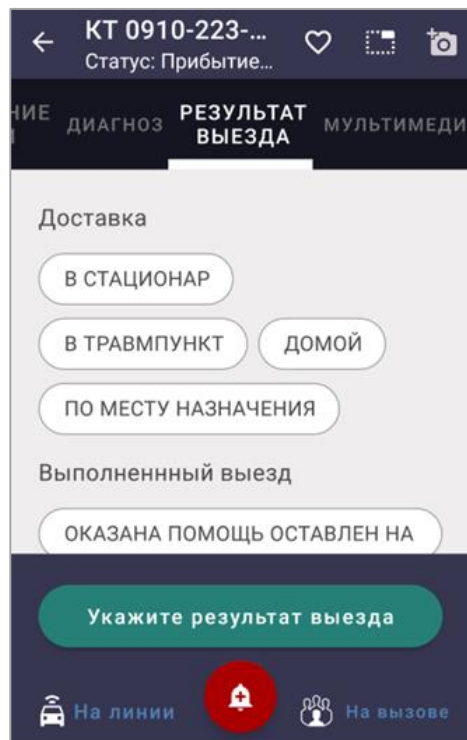 КТ 0910-223-...
Статус: Прибытие...
НИЕ ДИАГНОЗ РЕЗУЛЬТАТ ВЫЕЗДА МУЛЬТИМЕДИ
Доставка
В СТАЦИОНАР
В ТРАВМПУНКТ ДОМОЙ
ПО МЕСТУ НАЗНАЧЕНИЯ
Выполненнный выезд
ОКАЗАНА ПОМОЩЬ ОСТАВЛЕН НА
Укажите результат выезда
На линии На вызове